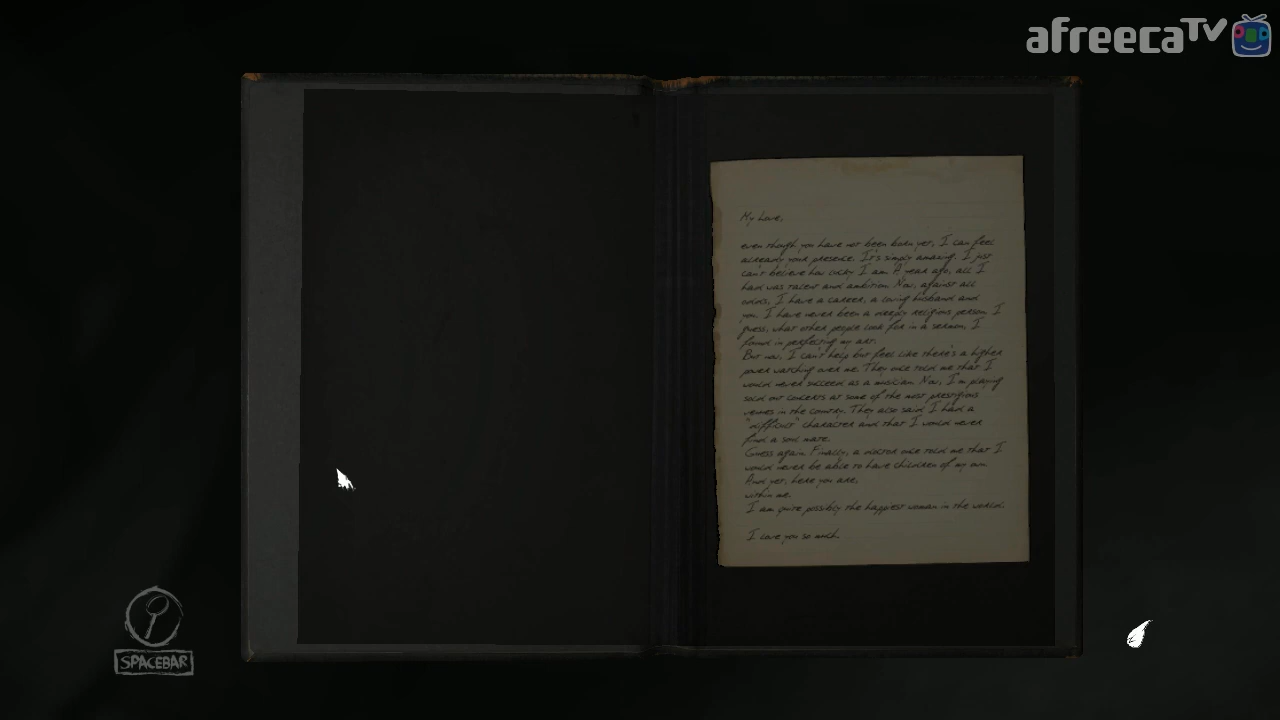 afreecaTV
My Love,
even though you have not been born yet, I can feel
already your presence. It's simply amazing. I just
can't believe how lucky I am. A year ago, all I
had was talent and ambition. Now, against all
odds, I have a career, a loving husband and
you. I have never been a deeply religious person. I
guess, what other people look for in a sermon, I
found in perfecting my art.
But now, I can't help but feel like there's a higher
power watching over me. They once told me that I
would never succeed as a musician. Now, I'm playing
sold out concerts at some of the most prestigious
venues in the country. They also said I had a
"difficult" character and that I would never
find a soul mate.
Guess again. Finally, a doctor once told me that I
would never be able to have children of my own.
And yet, here you are,
within me.
I am quite possibly the happiest woman in the world.
I love you so much.
SPACEBAR